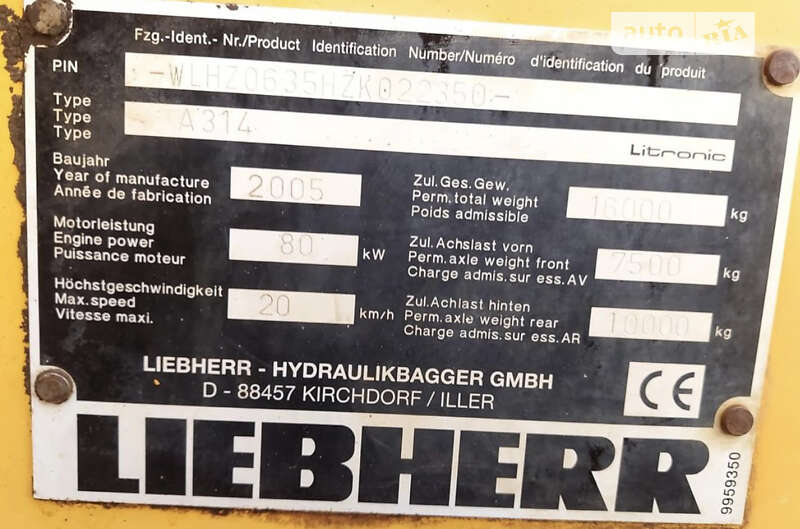 auto RIA
Fzg.-Ident.- Nr./Product Identification Number/Numéro d'identification du produit
PIN -WLHZ0635HZK022350-
Type
Type A314
Type Litronic
Baujahr
Year of manufacture 2005
Année de fabrication
Zul.Ges.Gew.
Perm.total weight 16000 kg
Poids admissible
Motorleistung
Engine power 80 kW
Puissance moteur
Zul.Achslast vorn
Perm.axle weight front 7500 kg
Charge admis.sur ess.AV
Höchstgeschwindigkeit
Max.speed 20 km/h
Vitesse maxi.
Zul.Achlast hinten
Perm.axle weight rear 10000 kg
Charge admis.sur ess.AR
LIEBHERR - HYDRAULIKBAGGER GMBH
D - 88457 KIRCHDORF / ILLER
CE
LIEBHERR
9959350